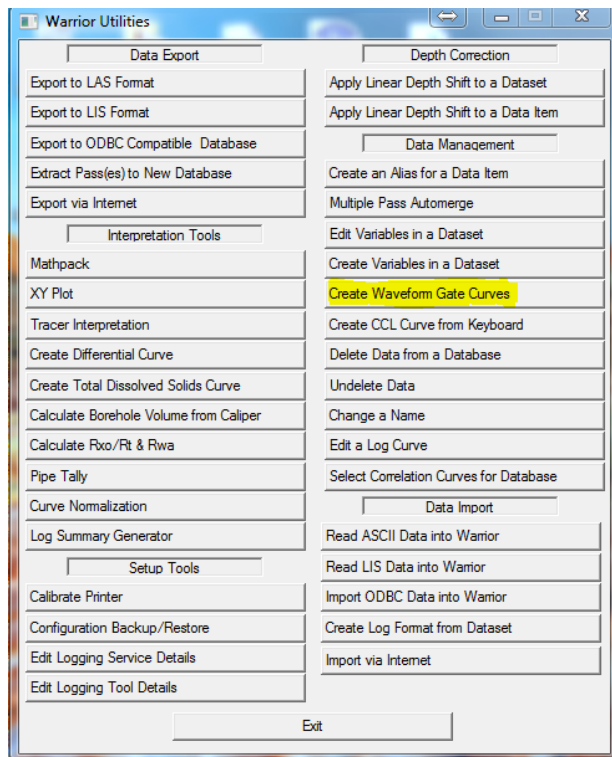 Warrior Utilities
Data Export
Export to LAS Format
Export to LIS Format
Export to ODBC Compatible Database
Extract Pass(es) to New Database
Export via Internet
Interpretation Tools
Mathpack
XY Plot
Tracer Interpretation
Create Differential Curve
Create Total Dissolved Solids Curve
Calculate Borehole Volume from Caliper
Calculate Rxo/Rt & Rwa
Pipe Tally
Curve Normalization
Log Summary Generator
Setup Tools
Calibrate Printer
Configuration Backup/Restore
Edit Logging Service Details
Edit Logging Tool Details
Depth Correction
Apply Linear Depth Shift to a Dataset
Apply Linear Depth Shift to a Data Item
Data Management
Create an Alias for a Data Item
Multiple Pass Automerge
Edit Variables in a Dataset
Create Variables in a Dataset
Create Waveform Gate Curves
Create CCL Curve from Keyboard
Delete Data from a Database
Undelete Data
Change a Name
Edit a Log Curve
Select Correlation Curves for Database
Data Import
Read ASCII Data into Warrior
Read LIS Data into Warrior
Import ODBC Data into Warrior
Create Log Format from Dataset
Import via Internet
Exit